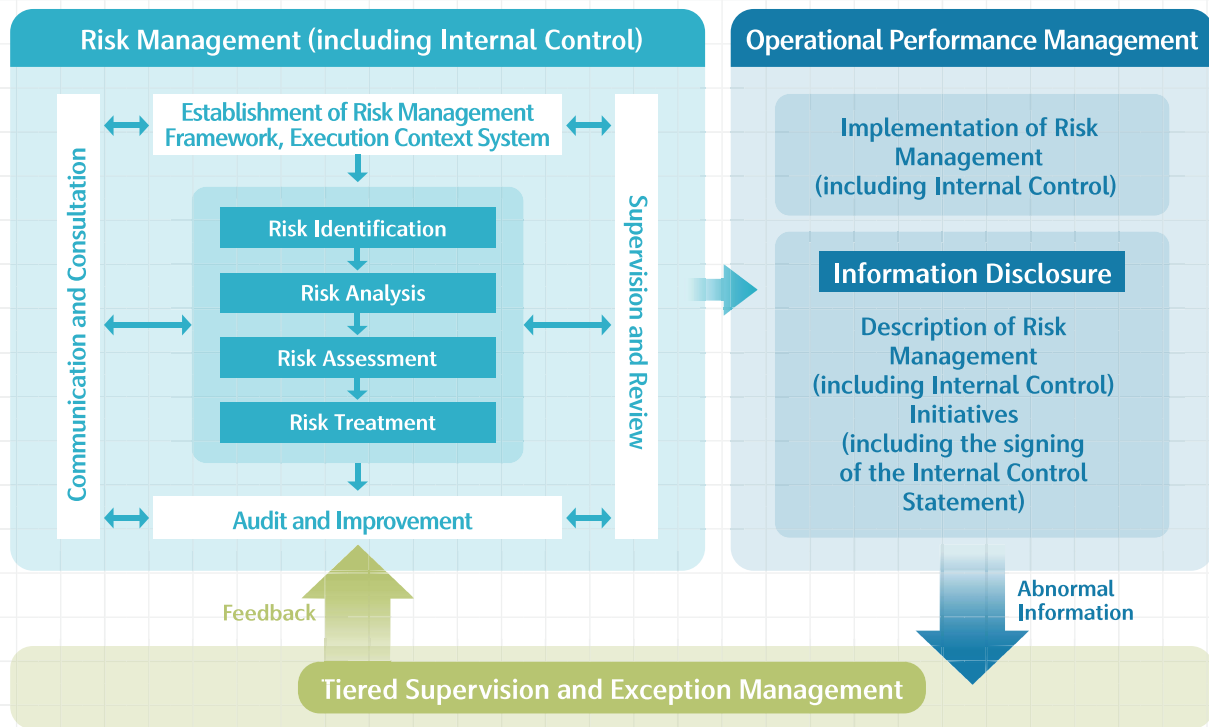 Risk Management (including Internal Control)
Communication and Consultation
Establishment of Risk Management
Framework, Execution Context System
Risk Identification
Risk Analysis
Risk Assessment
Risk Treatment
Audit and Improvement
Supervision and Review
Operational Performance Management
Implementation of Risk
Management
(including Internal Control)
Information Disclosure
Description of Risk
Management
(including Internal Control)
Initiatives
(including the signing
of the Internal Control
Statement)
Feedback
Abnormal
Information
Tiered Supervision and Exception Management